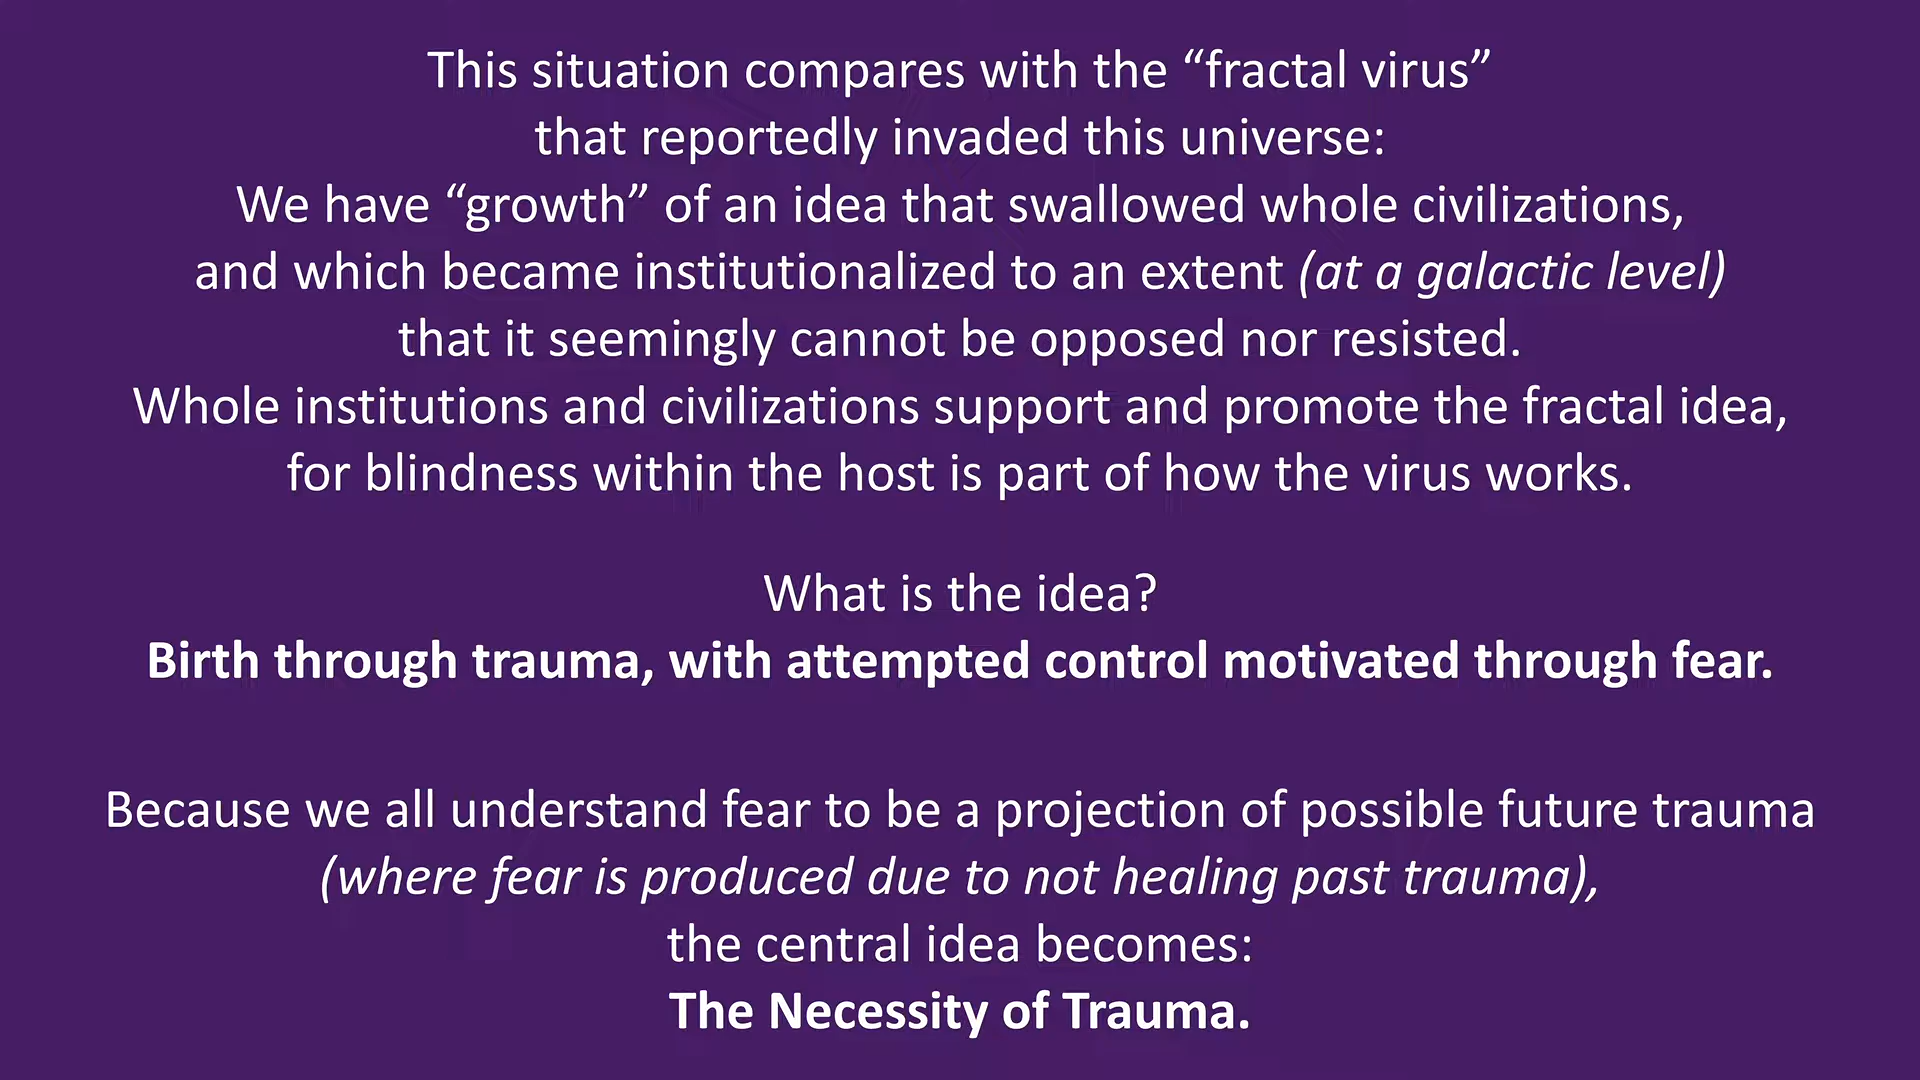 This situation compares with the “fractal virus”
that reportedly invaded this universe:
We have “growth” of an idea that swallowed whole civilizations,
and which became institutionalized to an extent (at a galactic level)
that it seemingly cannot be opposed nor resisted.
Whole institutions and civilizations support and promote the fractal idea,
for blindness within the host is part of how the virus works.
What is the idea?
Birth through trauma, with attempted control motivated through fear.
Because we all understand fear to be a projection of possible future trauma
(where fear is produced due to not healing past trauma),
the central idea becomes:
The Necessity of Trauma.